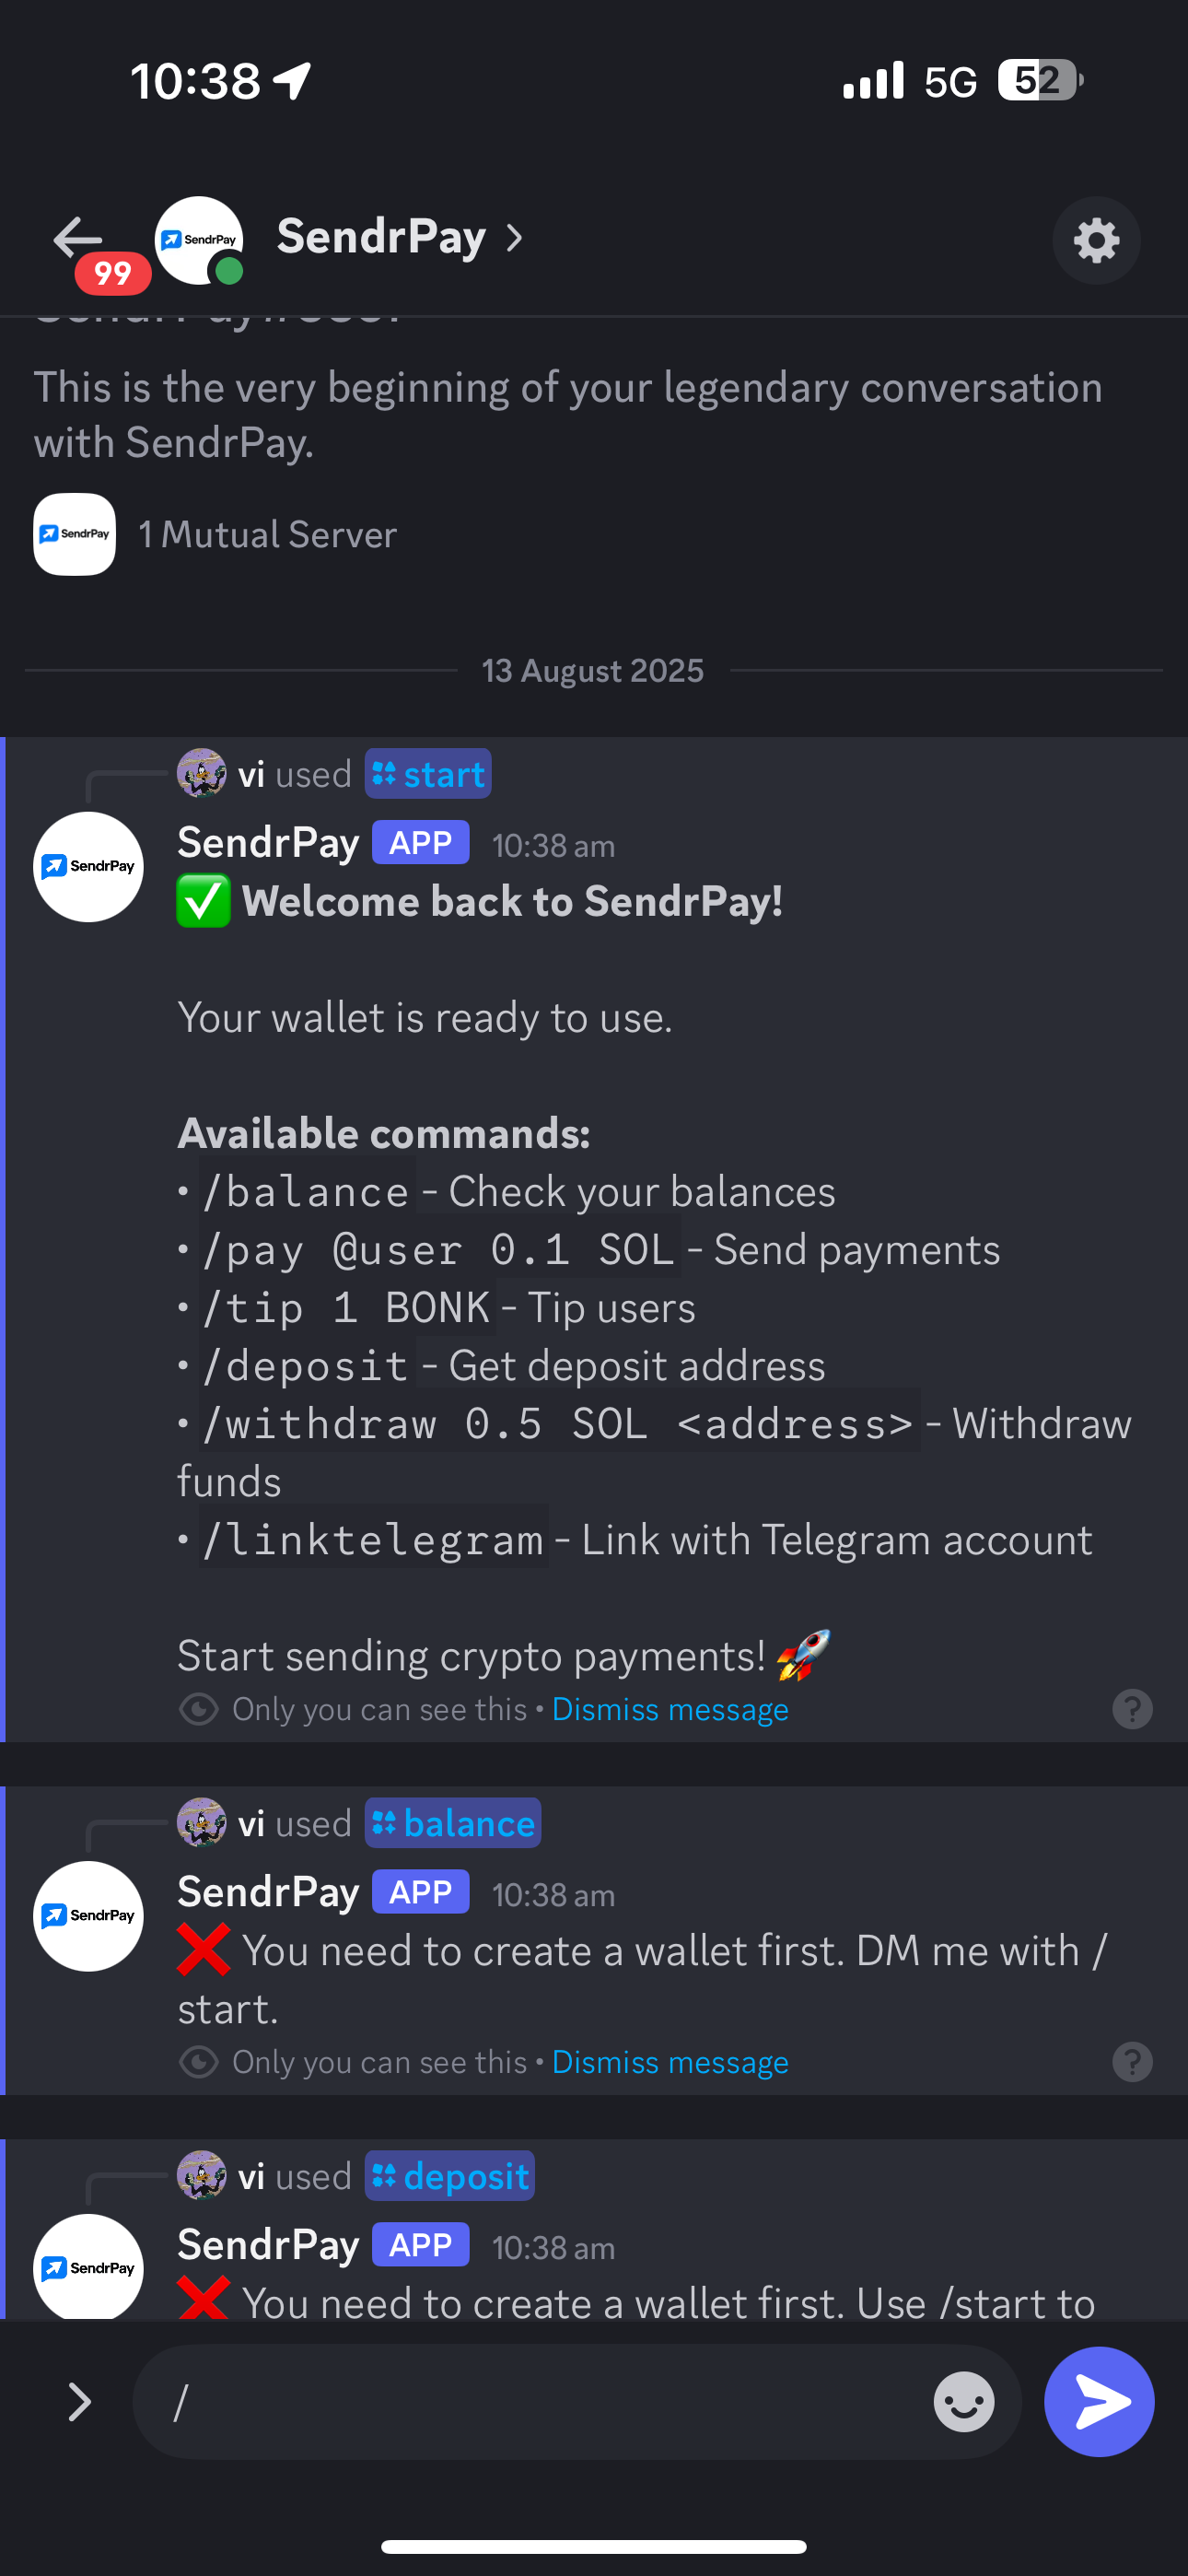 10:38
5G
52
99
SendrPay
SendrPay
This is the very beginning of your legendary conversation
with SendrPay.
SendrPay
1 Mutual Server
13 August 2025
vi used start
SendrPay
SendrPay APP 10:38 am
✅ Welcome back to SendrPay!
Your wallet is ready to use.
Available commands:
• /balance - Check your balances
• /pay @user 0.1 SOL - Send payments
• /tip 1 BONK - Tip users
• /deposit - Get deposit address
• /withdraw 0.5 SOL <address> - Withdraw
funds
• /linktelegram - Link with Telegram account
Start sending crypto payments! 🚀
Only you can see this • Dismiss message
?
vi used balance
SendrPay
SendrPay APP 10:38 am
❌ You need to create a wallet first. DM me with /
start.
Only you can see this • Dismiss message
?
vi used deposit
SendrPay
SendrPay APP 10:38 am
❌ You need to create a wallet first. Use /start to
/